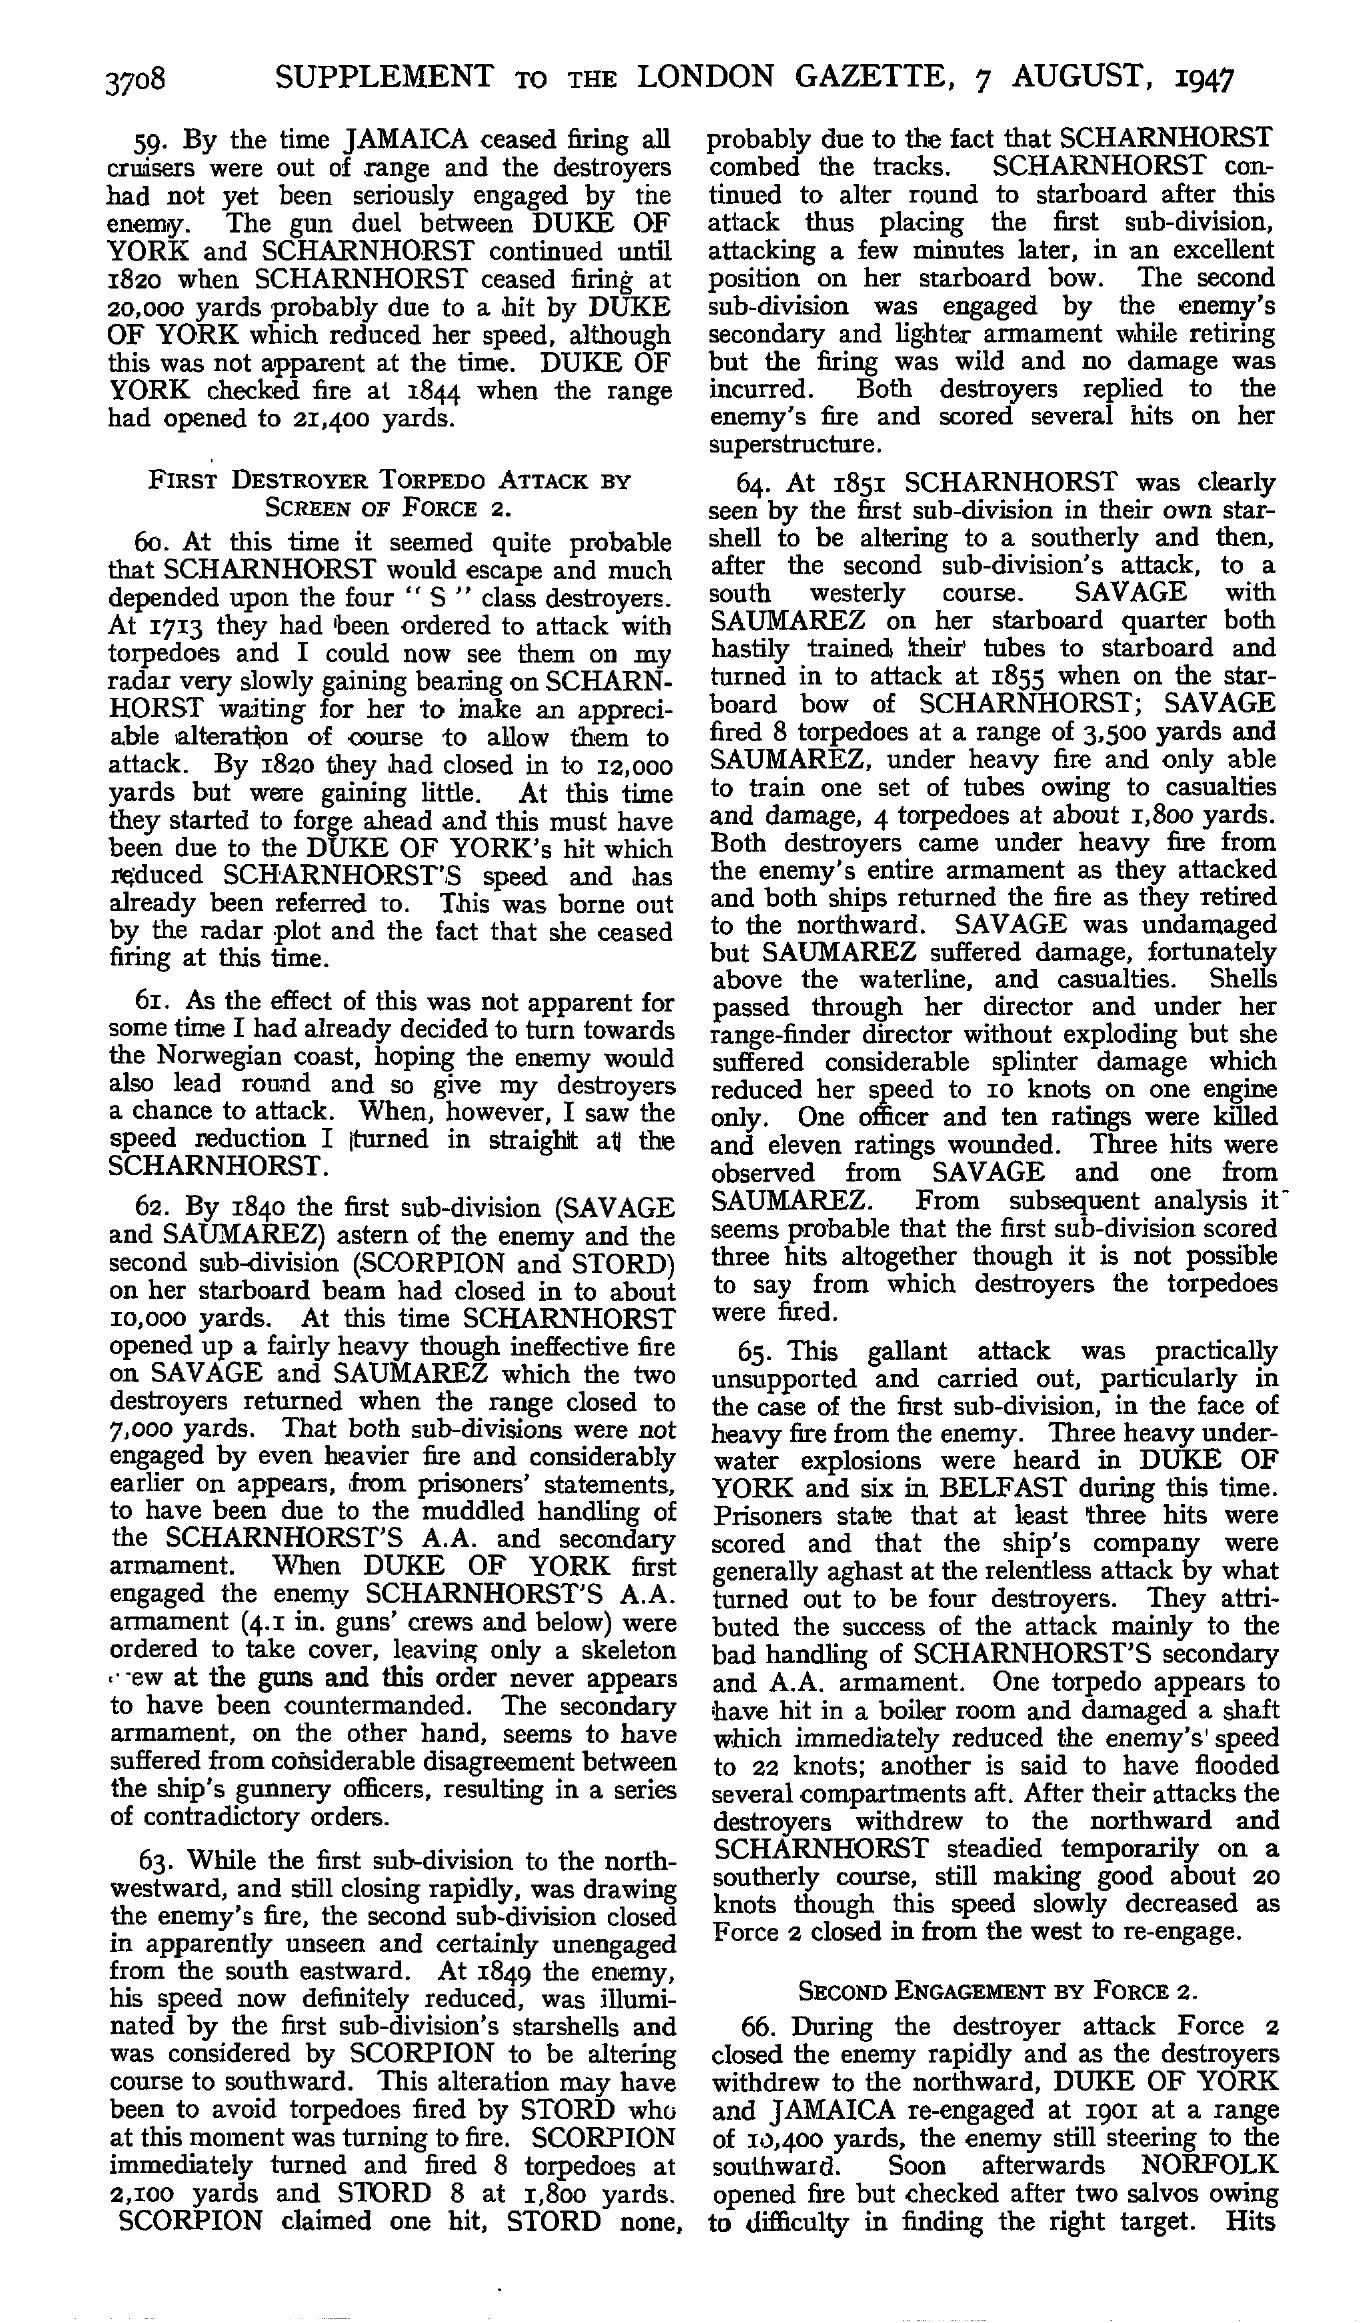 3708 SUPPLEMENT TO THE LONDON GAZETTE, 7 AUGUST, 1947
59. By the time JAMAICA ceased firing all
cruisers were out of range and the destroyers
had not yet been seriously engaged by the
enemy. The gun duel between DUKE OF
YORK and SCHARNHORST continued until
1820 when SCHARNHORST ceased firing at
20,000 yards probably due to a hit by DUKE
OF YORK which reduced her speed, although
this was not apparent at the time. DUKE OF
YORK checked fire at 1844 when the range
had opened to 21,400 yards.
FIRST DESTROYER TORPEDO ATTACK BY
SCREEN OF FORCE 2.
60. At this time it seemed quite probable
that SCHARNHORST would escape and much
depended upon the four " S " class destroyers.
At 1713 they had been ordered to attack with
torpedoes and I could now see them on my
radar very slowly gaining bearing on SCHARN-
HORST waiting for her to make an appreci-
able alteration of course to allow them to
attack. By 1820 they had closed in to 12,000
yards but were gaining little. At this time
they started to forge ahead and this must have
been due to the DUKE OF YORK's hit which
reduced SCHARNHORST'S speed and has
already been referred to. This was borne out
by the radar plot and the fact that she ceased
firing at this time.
61. As the effect of this was not apparent for
some time I had already decided to turn towards
the Norwegian coast, hoping the enemy would
also lead round and so give my destroyers
a chance to attack. When, however, I saw the
speed reduction I turned in straight at the
SCHARNHORST.
62. By 1840 the first sub-division (SAVAGE
and SAUMAREZ) astern of the enemy and the
second sub-division (SCORPION and STORD)
on her starboard beam had closed in to about
10,000 yards. At this time SCHARNHORST
opened up a fairly heavy though ineffective fire
on SAVAGE and SAUMAREZ which the two
destroyers returned when the range closed to
7,000 yards. That both sub-divisions were not
engaged by even heavier fire and considerably
earlier on appears, from prisoners' statements,
to have been due to the muddled handling of
the SCHARNHORST'S A.A. and secondary
armament. When DUKE OF YORK first
engaged the enemy SCHARNHORST'S A.A.
armament (4.1 in. guns' crews and below) were
ordered to take cover, leaving only a skeleton
crew at the guns and this order never appears
to have been countermanded. The secondary
armament, on the other hand, seems to have
suffered from considerable disagreement between
the ship's gunnery officers, resulting in a series
of contradictory orders.
63. While the first sub-division to the north-
westward, and still closing rapidly, was drawing
the enemy's fire, the second sub-division closed
in apparently unseen and certainly unengaged
from the south eastward. At 1849 the enemy,
his speed now definitely reduced, was illumi-
nated by the first sub-division's starshells and
was considered by SCORPION to be altering
course to southward. This alteration may have
been to avoid torpedoes fired by STORD who
at this moment was turning to fire. SCORPION
immediately turned and fired 8 torpedoes at
2,100 yards and STORD 8 at 1,800 yards.
SCORPION claimed one hit, STORD none,
probably due to the fact that SCHARNHORST
combed the tracks. SCHARNHORST con-
tinued to alter round to starboard after this
attack thus placing the first sub-division,
attacking a few minutes later, in an excellent
position on her starboard bow. The second
sub-division was engaged by the enemy's
secondary and lighter armament while retiring
but the firing was wild and no damage was
incurred. Both destroyers replied to the
enemy's fire and scored several hits on her
superstructure.
64. At 1851 SCHARNHORST was clearly
seen by the first sub-division in their own star-
shell to be altering to a southerly and then,
after the second sub-division's attack, to a
south westerly course. SAVAGE with
SAUMAREZ on her starboard quarter both
hastily trained their tubes to starboard and
turned in to attack at 1855 when on the star-
board bow of SCHARNHORST; SAVAGE
fired 8 torpedoes at a range of 3,500 yards and
SAUMAREZ, under heavy fire and only able
to train one set of tubes owing to casualties
and damage, 4 torpedoes at about 1,800 yards.
Both destroyers came under heavy fire from
the enemy's entire armament as they attacked
and both ships returned the fire as they retired
to the northward. SAVAGE was undamaged
but SAUMAREZ suffered damage, fortunately
above the waterline, and casualties. Shells
passed through her director and under her
range-finder director without exploding but she
suffered considerable splinter damage which
reduced her speed to 10 knots on one engine
only. One officer and ten ratings were killed
and eleven ratings wounded. Three hits were
observed from SAVAGE and one from
SAUMAREZ. From subsequent analysis it
seems probable that the first sub-division scored
three hits altogether though it is not possible
to say from which destroyers the torpedoes
were fired.
65. This gallant attack was practically
unsupported and carried out, particularly in
the case of the first sub-division, in the face of
heavy fire from the enemy. Three heavy under-
water explosions were heard in DUKE OF
YORK and six in BELFAST during this time.
Prisoners state that at least three hits were
scored and that the ship's company were
generally aghast at the relentless attack by what
turned out to be four destroyers. They attri-
buted the success of the attack mainly to the
bad handling of SCHARNHORST'S secondary
and A.A. armament. One torpedo appears to
have hit in a boiler room and damaged a shaft
which immediately reduced the enemy's speed
to 22 knots; another is said to have flooded
several compartments aft. After their attacks the
destroyers withdrew to the northward and
SCHARNHORST steadied temporarily on a
southerly course, still making good about 20
knots though this speed slowly decreased as
Force 2 closed in from the west to re-engage.
SECOND ENGAGEMENT BY FORCE 2.
66. During the destroyer attack Force 2
closed the enemy rapidly and as the destroyers
withdrew to the northward, DUKE OF YORK
and JAMAICA re-engaged at 1901 at a range
of 10,400 yards, the enemy still steering to the
southward. Soon afterwards NORFOLK
opened fire but checked after two salvos owing
to difficulty in finding the right target. Hits